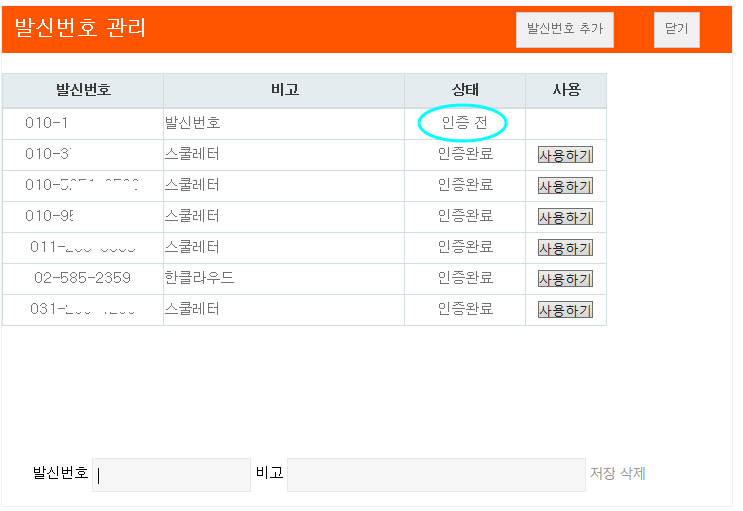 발신번호 관리 발신번호 추가 닫기
발신번호 비고 상태 사용
010-1 발신번호 인증 전
010-3 스쿨레터 인증완료 사용하기
010- 스쿨레터 인증완료 사용하기
010-95 스쿨레터 인증완료 사용하기
011- 스쿨레터 인증완료 사용하기
02-585-2359 한클라우드 인증완료 사용하기
031- 스쿨레터 인증완료 사용하기
발신번호 비고 저장 삭제